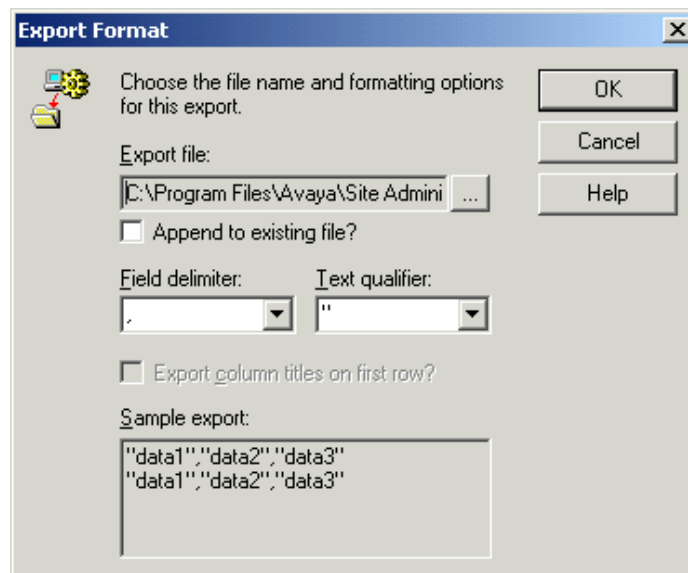 Export Format
Choose the file name and formatting options
for this export.
OK
Cancel
Help
Export file:
C:\Program Files\Avaya\Site Admini
...
Append to existing file?
Field delimiter:
Text qualifier:
,
"
Export column titles on first row?
Sample export:
"data1","data2","data3"
"data1","data2","data3"